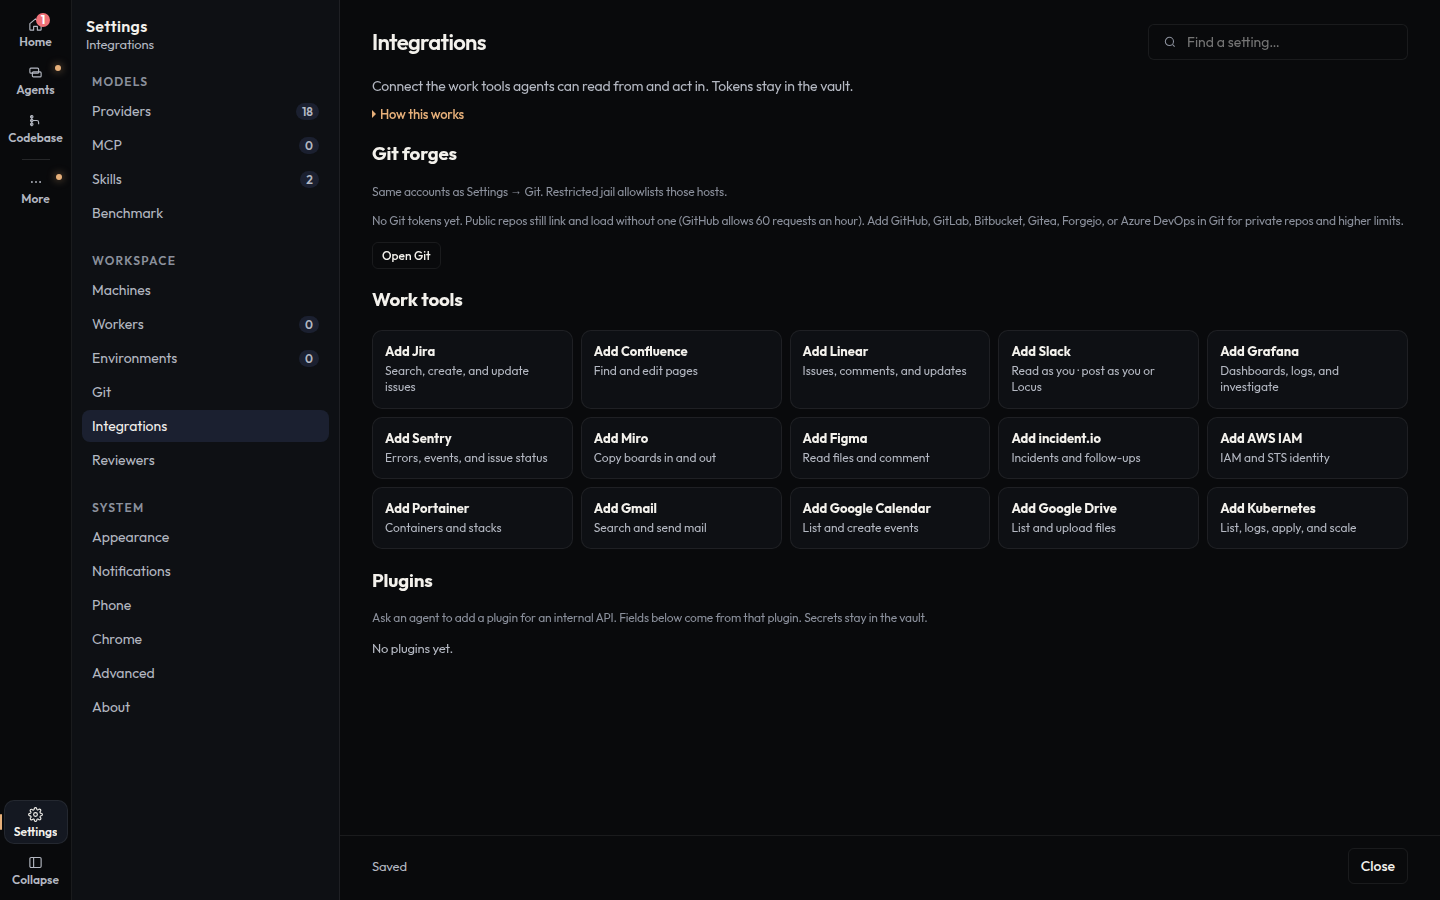 1
Home
Agents
Codebase
More
Settings
Collapse
Settings
Integrations
MODELS
Providers 18
MCP 0
Skills 2
Benchmark
WORKSPACE
Machines
Workers 0
Environments 0
Git
Integrations
Reviewers
SYSTEM
Appearance
Notifications
Phone
Chrome
Advanced
About
Integrations
Find a setting...
Connect the work tools agents can read from and act in. Tokens stay in the vault.
How this works
Git forges
Same accounts as Settings → Git. Restricted jail allowlists those hosts.
No Git tokens yet. Public repos still link and load without one (GitHub allows 60 requests an hour). Add GitHub, GitLab, Bitbucket, Gitea, Forgejo, or Azure DevOps in Git for private repos and higher limits.
Open Git
Work tools
Add Jira
Search, create, and update
issues
Add Confluence
Find and edit pages
Add Linear
Issues, comments, and updates
Add Slack
Read as you · post as you or
Locus
Add Grafana
Dashboards, logs, and
investigate
Add Sentry
Errors, events, and issue status
Add Miro
Copy boards in and out
Add Figma
Read files and comment
Add incident.io
Incidents and follow-ups
Add AWS IAM
IAM and STS identity
Add Portainer
Containers and stacks
Add Gmail
Search and send mail
Add Google Calendar
List and create events
Add Google Drive
List and upload files
Add Kubernetes
List, logs, apply, and scale
Plugins
Ask an agent to add a plugin for an internal API. Fields below come from that plugin. Secrets stay in the vault.
No plugins yet.
Saved
Close